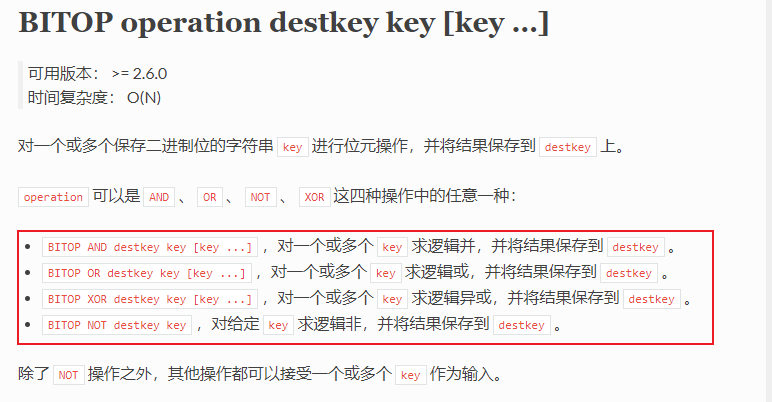 BITOP operation destkey key [key …]
可用版本： >= 2.6.0
时间复杂度： O(N)
对一个或多个保存二进制位的字符串 key 进行位元操作，并将结果保存到 destkey 上。
operation 可以是 AND 、 OR 、 NOT 、 XOR 这四种操作中的任意一种：
• BITOP AND destkey key [key ...] ，对一个或多个 key 求逻辑并，并将结果保存到 destkey 。
• BITOP OR destkey key [key ...] ，对一个或多个 key 求逻辑或，并将结果保存到 destkey 。
• BITOP XOR destkey key [key ...] ，对一个或多个 key 求逻辑异或，并将结果保存到 destkey 。
• BITOP NOT destkey key ，对给定 key 求逻辑非，并将结果保存到 destkey 。
除了 NOT 操作之外，其他操作都可以接受一个或多个 key 作为输入。